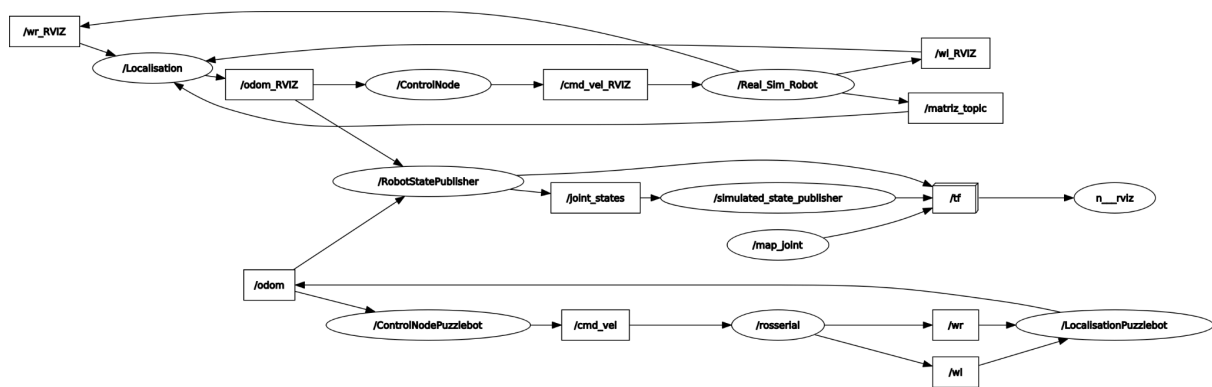 /wr_RVIZ
/Localisation
/odom_RVIZ
/ControlNode
/cmd_vel_RVIZ
/Real_Sim_Robot
/wl_RVIZ
/matriz_topic
/RobotStatePublisher
/joint_states
/simulated_state_publisher
/tf
n__rviz
/map_joint
/odom
/ControlNodePuzzlebot
/cmd_vel
/rosserial
/wr
/LocalisationPuzzlebot
/wl